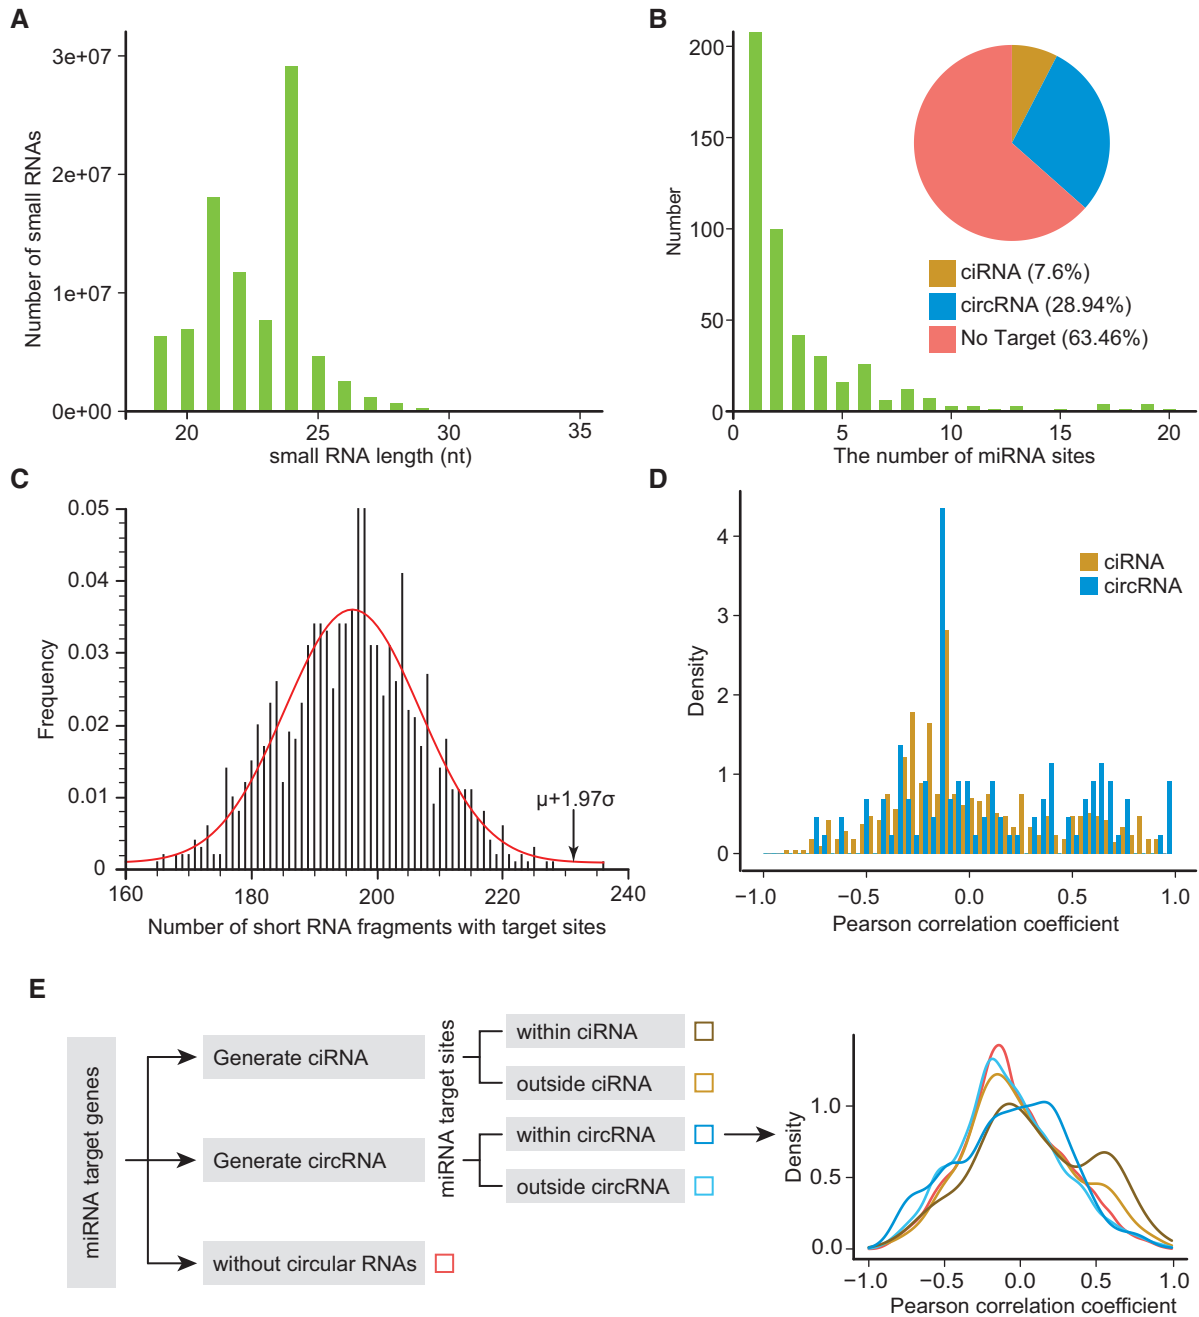 A
3e+07
2e+07
1e+07
0e+00
Number of small RNAs
20
25
30
35
small RNA length (nt)
B
200
150
100
50
0
Number
0
5
10
15
20
The number of miRNA sites
ciRNA (7.6%)
circRNA (28.94%)
No Target (63.46%)
C
0.05
0.04
0.03
0.02
0.01
0
Frequency
μ+1.97σ
160
180
200
220
240
Number of short RNA fragments with target sites
D
4
3
2
1
0
Density
ciRNA
circRNA
−1.0
−0.5
0.0
0.5
1.0
Pearson correlation coefficient
E
miRNA target genes
Generate ciRNA
Generate circRNA
without circular RNAs
miRNA target sites
within ciRNA
outside ciRNA
within circRNA
outside circRNA
1.0
0.5
0.0
Density
−1.0
−0.5
0.0
0.5
1.0
Pearson correlation coefficient